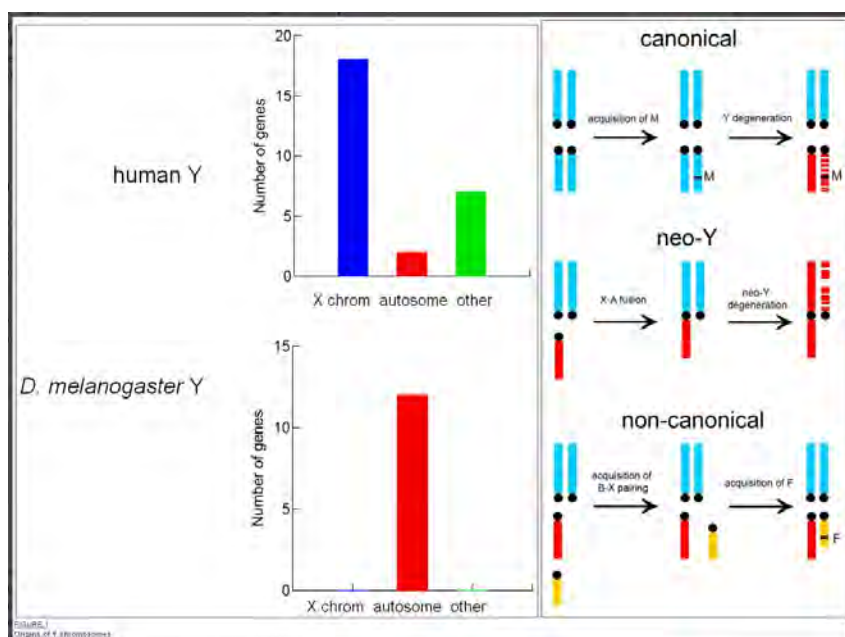 human Y
Number of genes
20
15
10
5
0
X chrom autosome other
D. melanogaster Y
Number of genes
15
10
5
0
X chrom autosome other
canonical
acquisition of M
Y degeneration
M
M
neo-Y
X-A fusion
neo-Y
degeneration
non-canonical
acquisition of
B-X pairing
acquisition of F
F
FIGURE 1
Origins of Y chromosomes